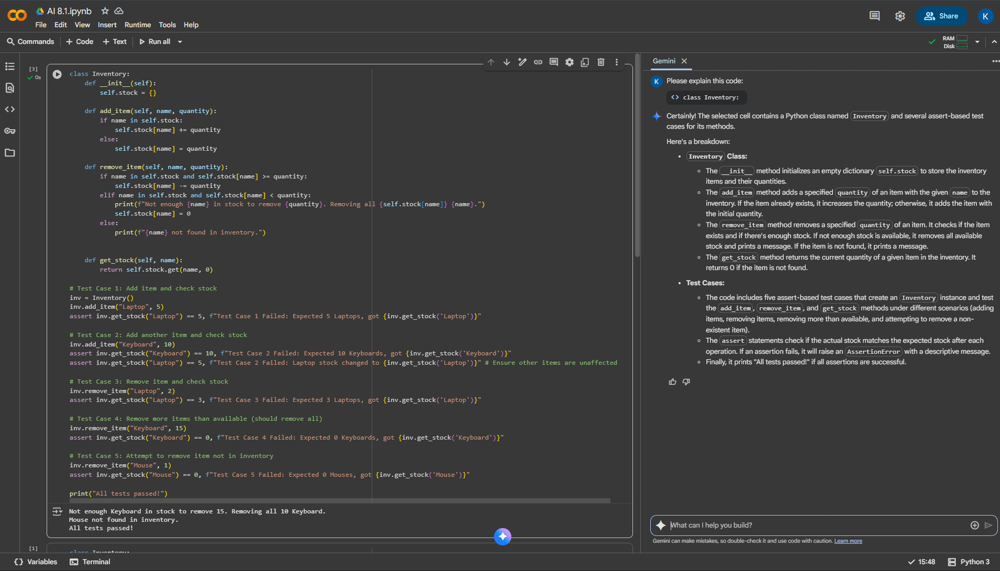 AI 8.1.ipynb
File Edit View Insert Runtime Tools Help
Share
K
Commands + Code + Text Run all
RAM
Disk
[3]
0s
class Inventory:
    def __init__(self):
        self.stock = {}

    def add_item(self, name, quantity):
        if name in self.stock:
            self.stock[name] += quantity
        else:
            self.stock[name] = quantity

    def remove_item(self, name, quantity):
        if name in self.stock and self.stock[name] >= quantity:
            self.stock[name] -= quantity
        elif name in self.stock and self.stock[name] < quantity:
            print(f"Not enough {name} in stock to remove {quantity}. Removing all {self.stock[name]} {name}.")
            self.stock[name] = 0
        else:
            print(f"{name} not found in inventory.")

    def get_stock(self, name):
        return self.stock.get(name, 0)

# Test Case 1: Add item and check stock
inv = Inventory()
inv.add_item("Laptop", 5)
assert inv.get_stock("Laptop") == 5, f"Test Case 1 Failed: Expected 5 Laptops, got {inv.get_stock('Laptop')}"

# Test Case 2: Add another item and check stock
inv.add_item("Keyboard", 10)
assert inv.get_stock("Keyboard") == 10, f"Test Case 2 Failed: Expected 10 Keyboards, got {inv.get_stock('Keyboard')}"
assert inv.get_stock("Laptop") == 5, f"Test Case 2 Failed: Laptop stock changed to {inv.get_stock('Laptop')}" # Ensure other items are unaffected

# Test Case 3: Remove item and check stock
inv.remove_item("Laptop", 2)
assert inv.get_stock("Laptop") == 3, f"Test Case 3 Failed: Expected 3 Laptops, got {inv.get_stock('Laptop')}"

# Test Case 4: Remove more items than available (should remove all)
inv.remove_item("Keyboard", 15)
assert inv.get_stock("Keyboard") == 0, f"Test Case 4 Failed: Expected 0 Keyboards, got {inv.get_stock('Keyboard')}"

# Test Case 5: Attempt to remove item not in inventory
inv.remove_item("Mouse", 1)
assert inv.get_stock("Mouse") == 0, f"Test Case 5 Failed: Expected 0 Mouses, got {inv.get_stock('Mouse')}"

print("All tests passed!")
Not enough Keyboard in stock to remove 15. Removing all 10 Keyboard.
Mouse not found in inventory.
All tests passed!
[1]
class Inventory:
Gemini
K Please explain this code:
<> class Inventory:
Certainly! The selected cell contains a Python class named Inventory and several assert-based test
cases for its methods.
Here's a breakdown:
• Inventory Class:
◦ The __init__ method initializes an empty dictionary self.stock to store the inventory
items and their quantities.
◦ The add_item method adds a specified quantity of an item with the given name to the
inventory. If the item already exists, it increases the quantity; otherwise, it adds the item with
the initial quantity.
◦ The remove_item method removes a specified quantity of an item. It checks if the item
exists and if there's enough stock. If not enough stock is available, it removes all available
stock and prints a message. If the item is not found, it prints a message.
◦ The get_stock method returns the current quantity of a given item in the inventory. It
returns 0 if the item is not found.
• Test Cases:
◦ The code includes five assert-based test cases that create an Inventory instance and test
the add_item, remove_item, and get_stock methods under different scenarios (adding
items, removing items, removing more than available, and attempting to remove a non-
existent item).
◦ The assert statements check if the actual stock matches the expected stock after each
operation. If an assertion fails, it will raise an AssertionError with a descriptive message.
◦ Finally, it prints "All tests passed!" if all assertions are successful.
What can I help you build?
Gemini can make mistakes, so double-check it and use code with caution. Learn more
{} Variables Terminal
15:48 Python 3